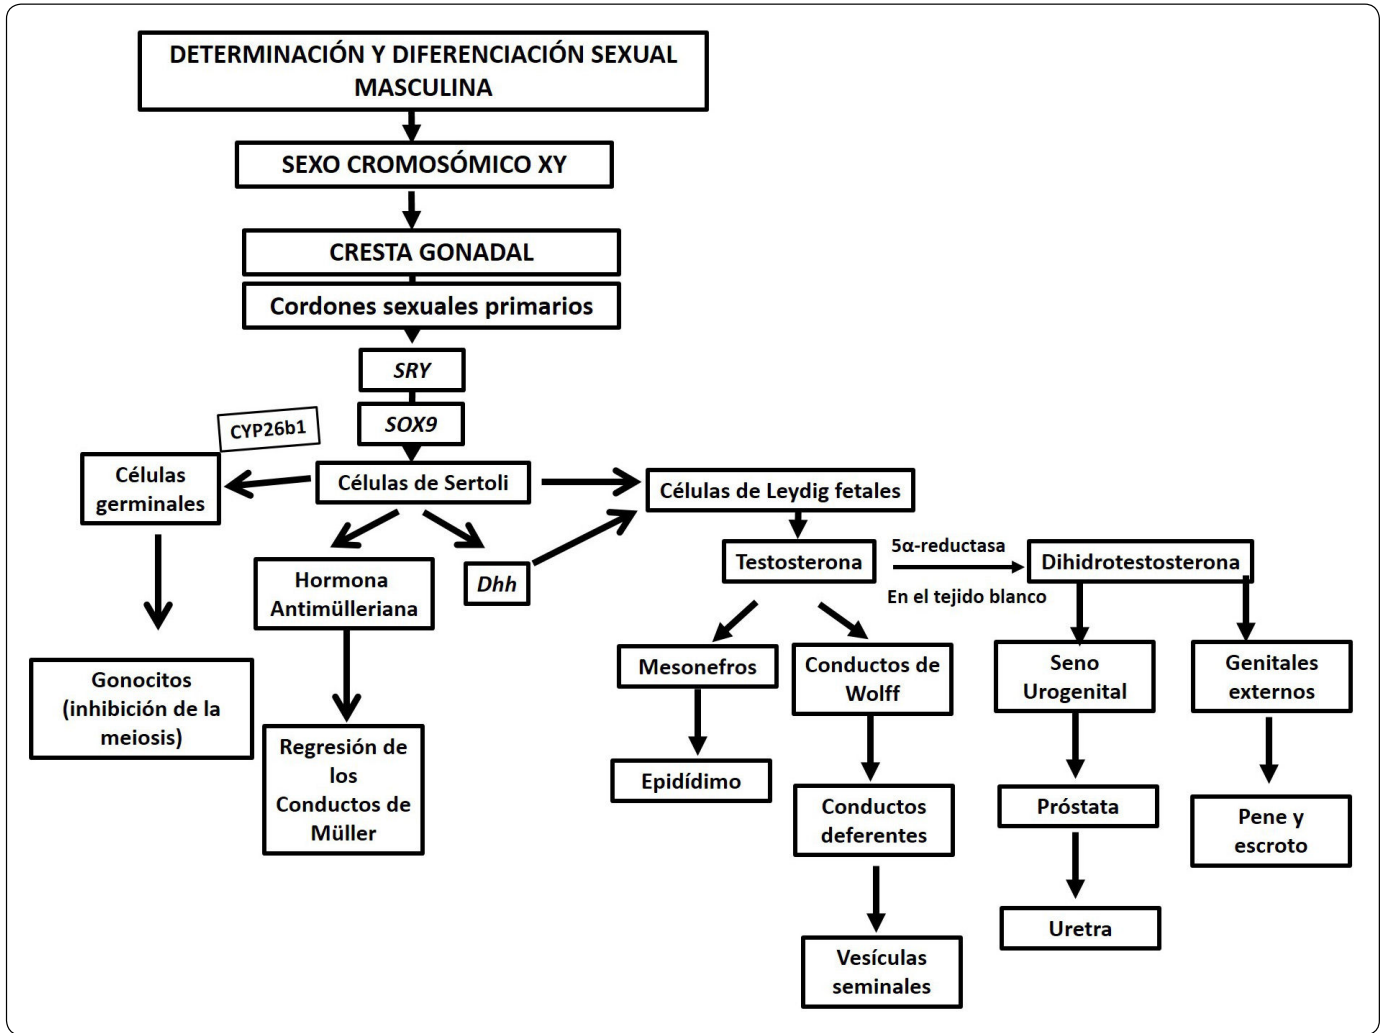 DETERMINACIÓN Y DIFERENCIACIÓN SEXUAL
MASCULINA
SEXO CROMOSÓMICO XY
CRESTA GONADAL
Cordones sexuales primarios
SRY
SOX9
CYP26b1
Células
germinales
Células de Sertoli
Células de Leydig fetales
Hormona
Antimülleriana
Dhh
Testosterona
5α-reductasa
En el tejido blanco
Dihidrotestosterona
Gonocitos
(inhibición de la
meiosis)
Regresión de
los
Conductos de
Müller
Mesonefros
Conductos de
Wolff
Seno
Urogenital
Genitales
externos
Epidídimo
Conductos
deferentes
Próstata
Pene y
escroto
Vesículas
seminales
Uretra